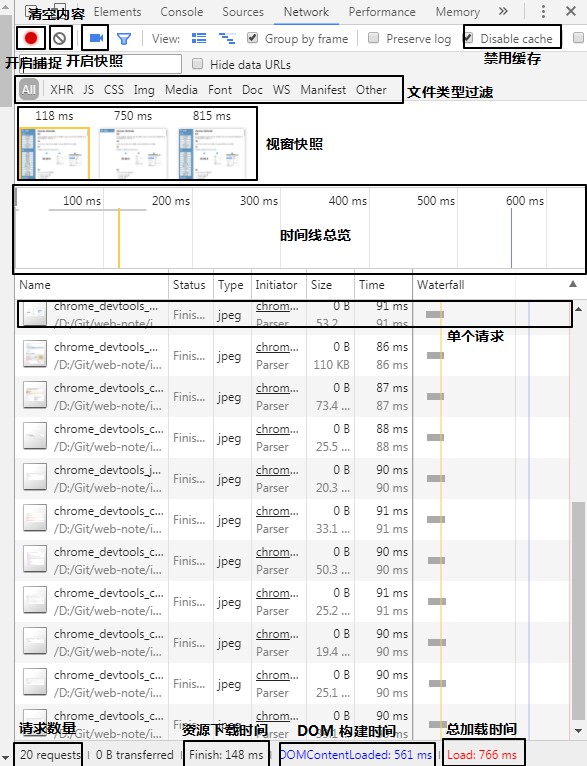 Elements Console Sources Network Performance Memory »
清空内容
View: Group by frame Preserve log Disable cache
开启捕捉 开启快照 禁用缓存
Hide data URLs
All XHR JS CSS Img Media Font Doc WS Manifest Other
文件类型过滤
118 ms 750 ms 815 ms
视窗快照
100 ms 200 ms 300 ms 400 ms 500 ms 600 ms
时间线总览
Name Status Type Initiator Size Time Waterfall
chrome_devtools_... Finis... jpeg chrom... 0 B 91 ms
/D:/Git/web-note/i... Parser 53.2 ... 91 ms
单个请求
chrome_devtools_... Finis... jpeg chrom... 0 B 86 ms
/D:/Git/web-note/i... Parser 110 KB 86 ms
chrome_devtools_c... Finis... jpeg chrom... 0 B 87 ms
/D:/Git/web-note/i... Parser 73.4 ... 87 ms
chrome_devtools_c... Finis... jpeg chrom... 0 B 88 ms
/D:/Git/web-note/i... Parser 25.5 ... 88 ms
chrome_devtools_j... Finis... jpeg chrom... 0 B 90 ms
/D:/Git/web-note/i... Parser 20.3 ... 90 ms
chrome_devtools_c... Finis... jpeg chrom... 0 B 91 ms
/D:/Git/web-note/i... Parser 33.1 ... 91 ms
chrome_devtools_c... Finis... jpeg chrom... 0 B 90 ms
/D:/Git/web-note/i... Parser 50.3 ... 90 ms
chrome_devtools_c... Finis... jpeg chrom... 0 B 91 ms
/D:/Git/web-note/i... Parser 25.2 ... 91 ms
chrome_devtools_c... Finis... jpeg chrom... 0 B 90 ms
/D:/Git/web-note/i... Parser 19.4 ... 90 ms
chrome_devtools_c... Finis... jpeg chrom... 0 B 90 ms
/D:/Git/web-note/i... Parser 25.1 ... 90 ms
chrome_devtools_c... Finis... jpeg chrom... 0 B 90 ms
请求数量 资源下载时间 DOM 构建时间 总加载时间
20 requests 0 B transferred Finish: 148 ms DOMContentLoaded: 561 ms Load: 766 ms